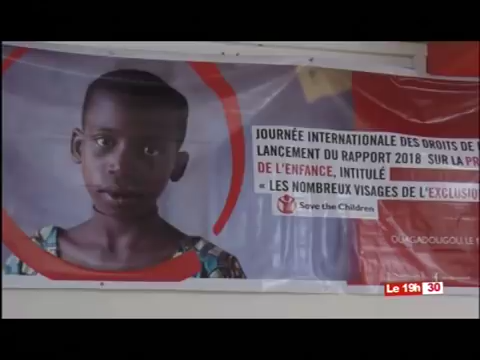 JOURNÉE INTERNATIONALE DES DROITS DE
LANCEMENT DU RAPPORT 2018 SUR LA
DE L'ENFANCE, INTITULÉ
« LES NOMBREUX VISAGES DE L'EXCLUSION
Save the Children
OUAGADOUGOU, LE
Le 19h 30